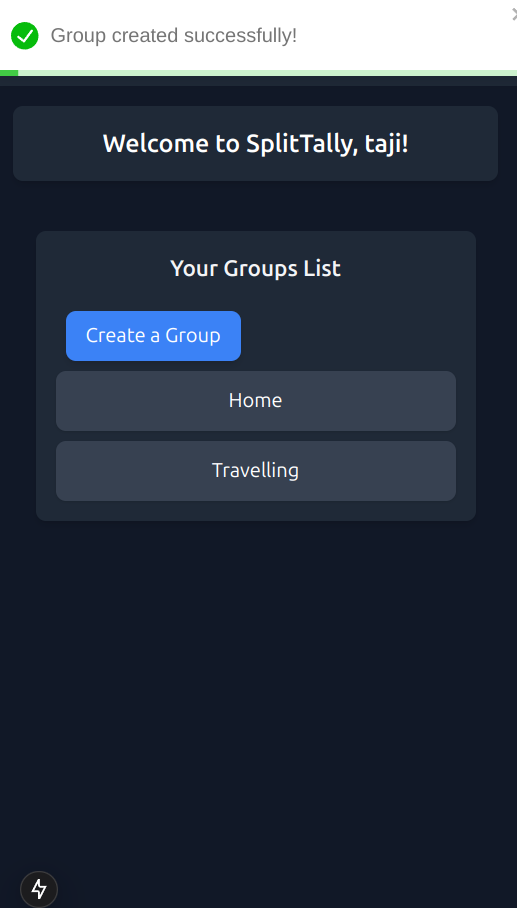 Group created successfully!
Welcome to SplitTally, taji!
Your Groups List
Create a Group
Home
Travelling